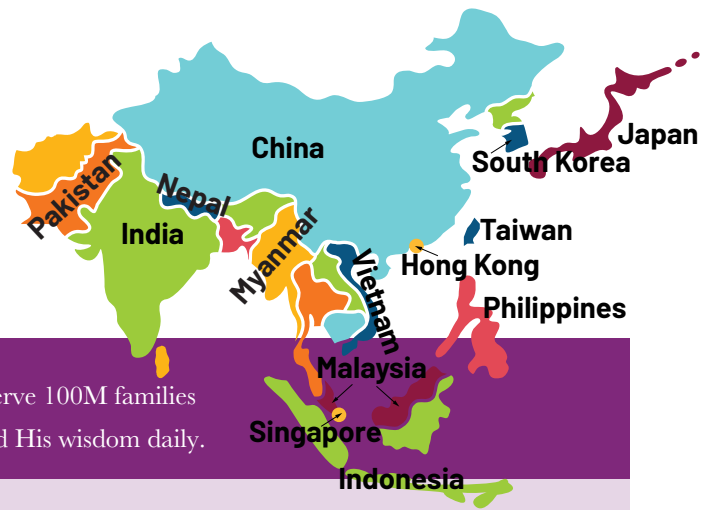 China
Japan
South Korea
Pakistan
Nepal
India
Taiwan
Myanmar
Hong Kong
Vietnam
Philippines
Malaysia
erve 100M families
Singapore
d His wisdom daily.
Indonesia